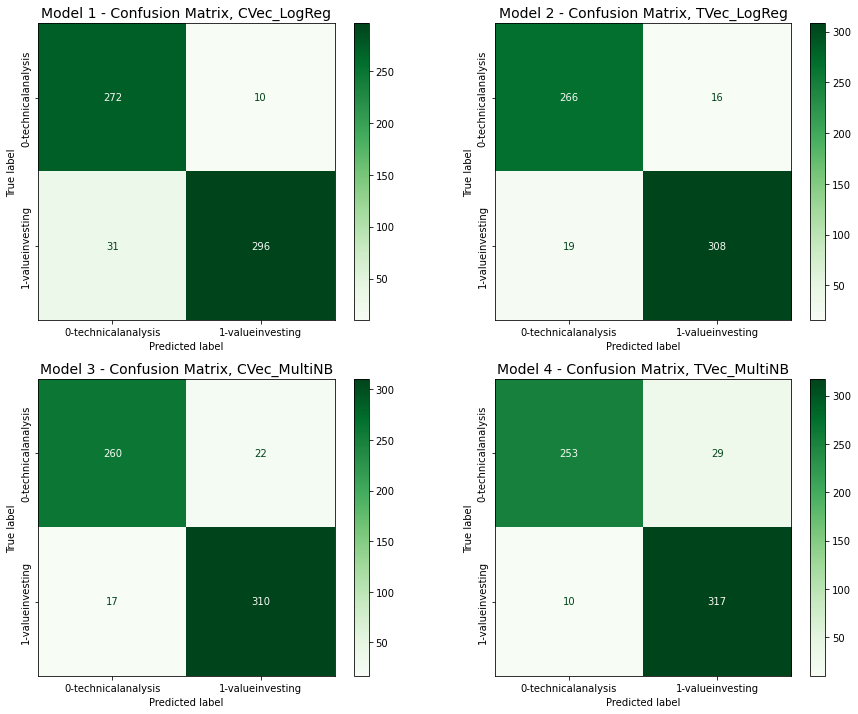 Model 1 - Confusion Matrix, CVec_LogReg
0-technicalanalysis
1-valueinvesting
True label
272
10
31
296
0-technicalanalysis
1-valueinvesting
Predicted label
250
200
150
100
50
Model 2 - Confusion Matrix, TVec_LogReg
0-technicalanalysis
1-valueinvesting
True label
266
16
19
308
0-technicalanalysis
1-valueinvesting
Predicted label
300
250
200
150
100
50
Model 3 - Confusion Matrix, CVec_MultiNB
0-technicalanalysis
1-valueinvesting
True label
260
22
17
310
0-technicalanalysis
1-valueinvesting
Predicted label
300
250
200
150
100
50
Model 4 - Confusion Matrix, TVec_MultiNB
0-technicalanalysis
1-valueinvesting
True label
253
29
10
317
0-technicalanalysis
1-valueinvesting
Predicted label
300
250
200
150
100
50